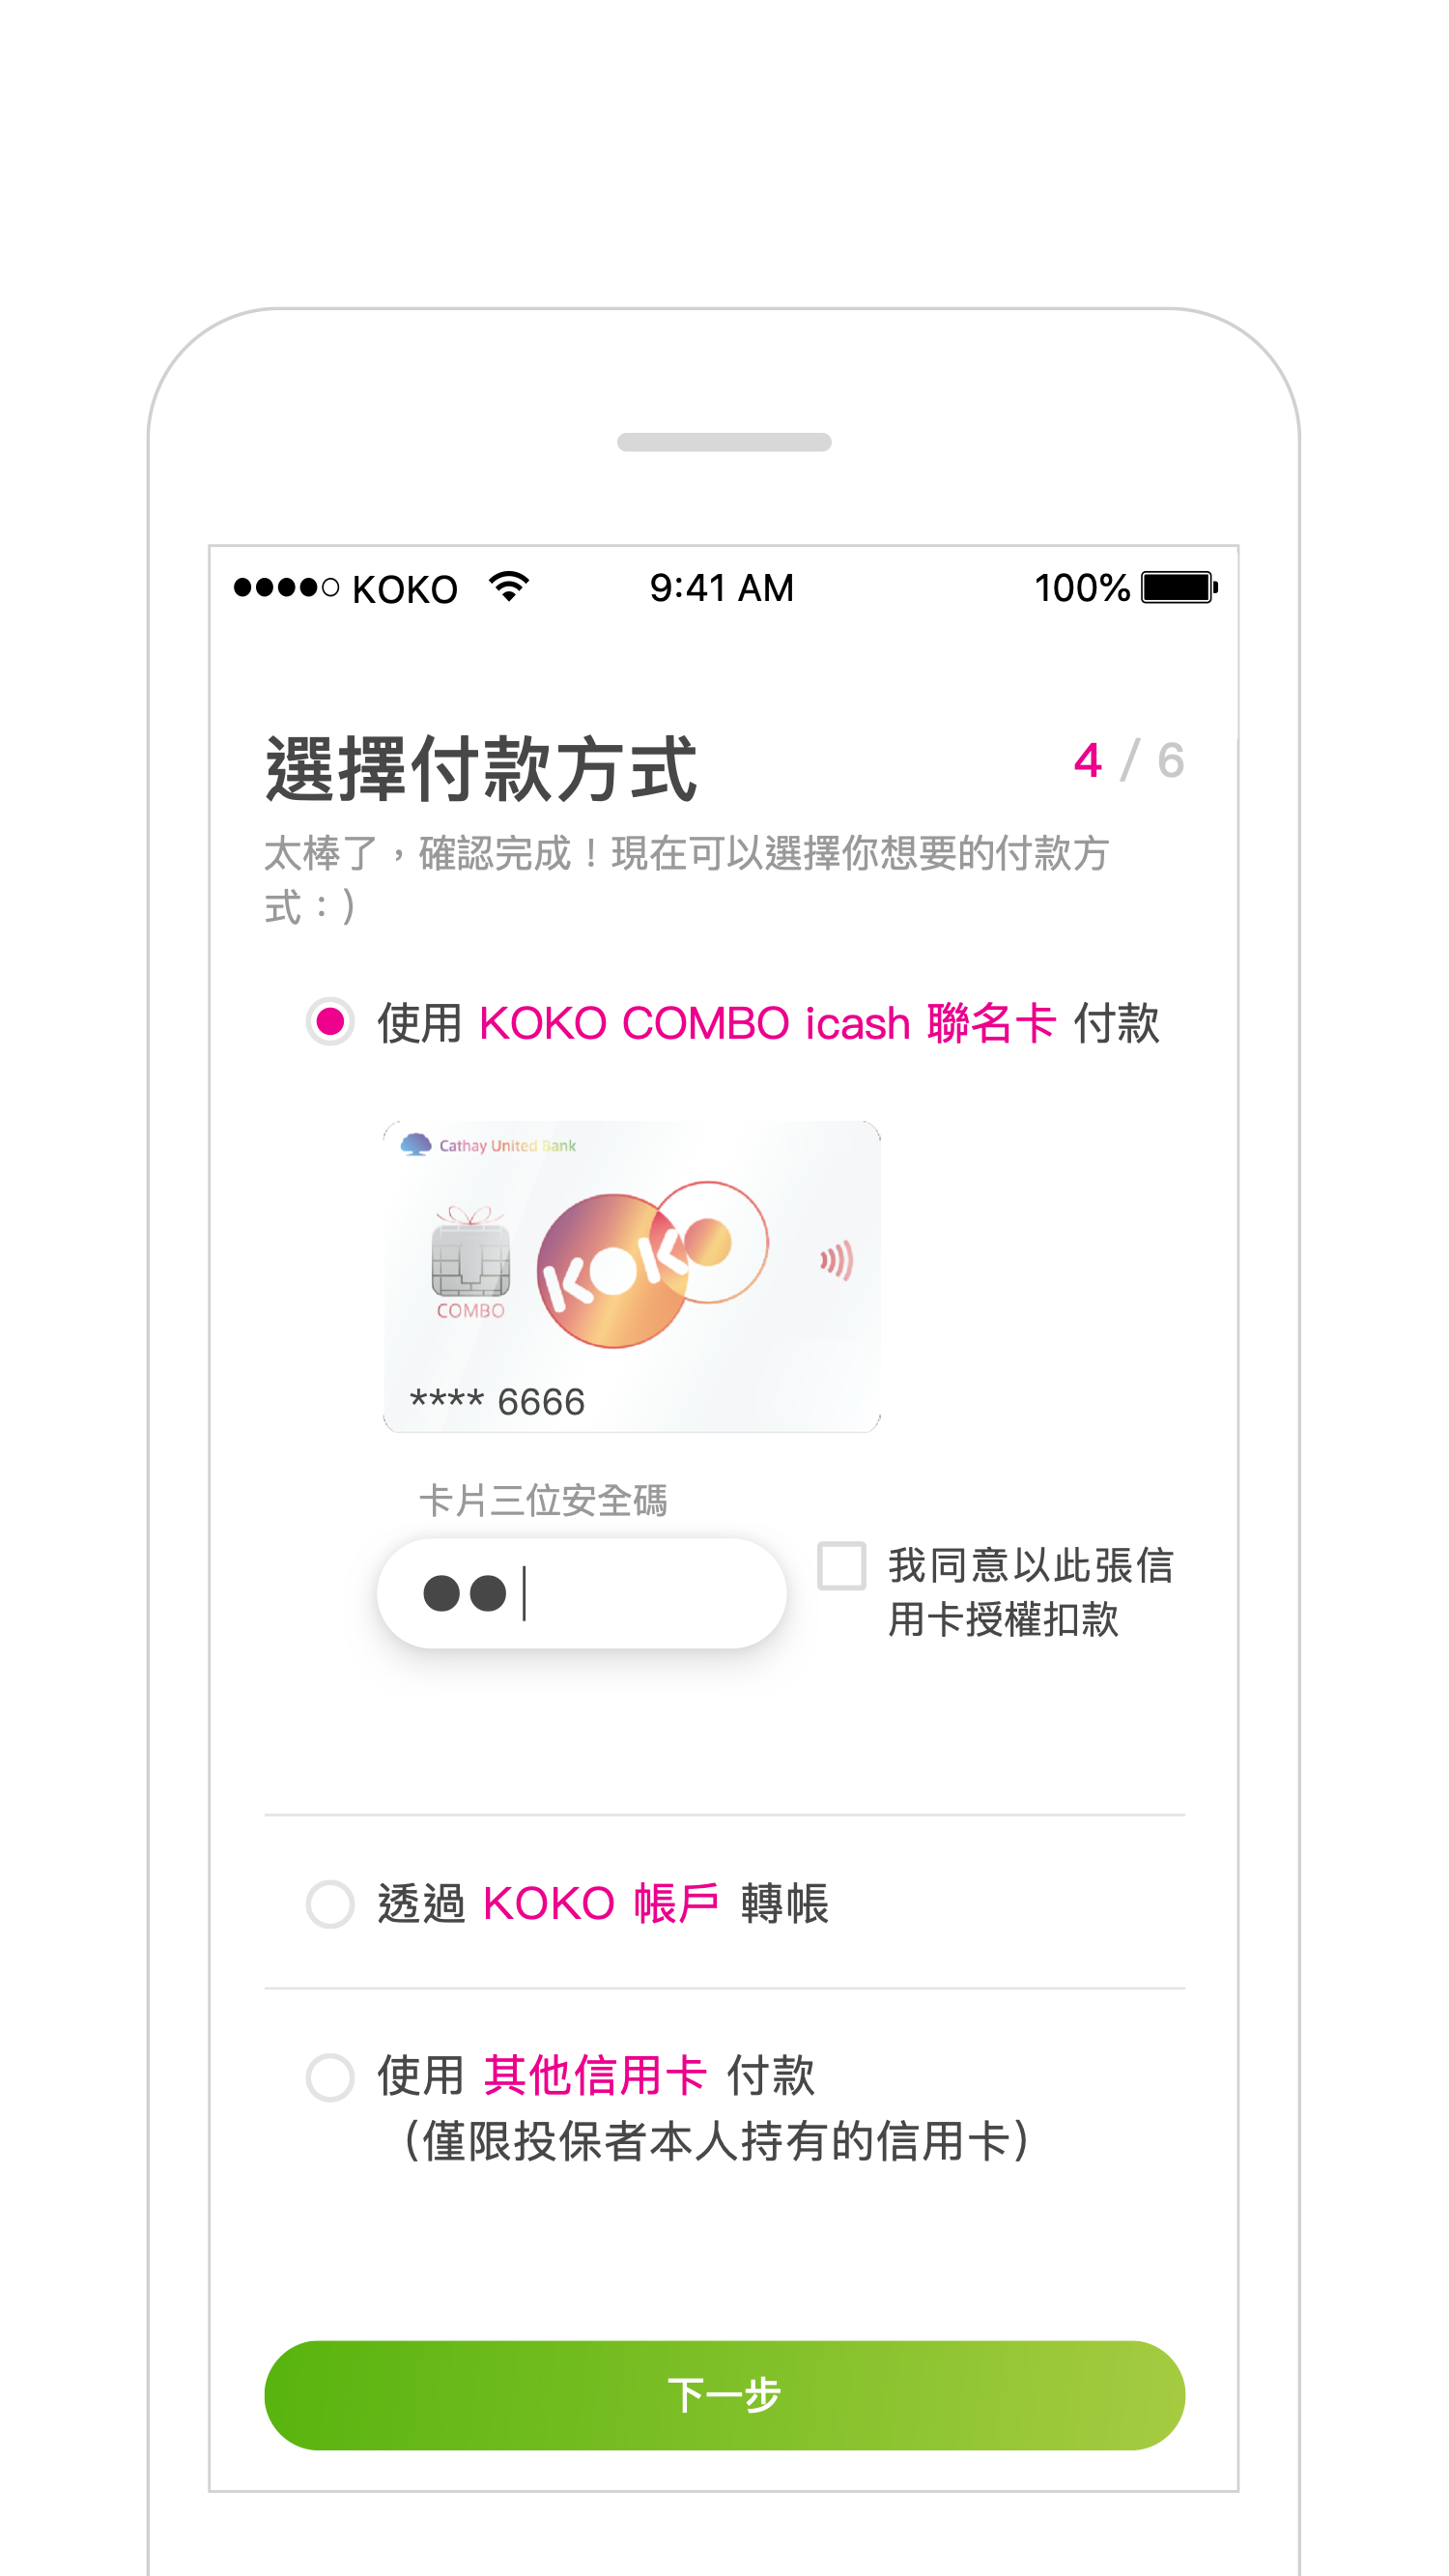 KOKO 9:41 AM 100%
選擇付款方式 4 / 6
太棒了，確認完成！現在可以選擇你想要的付款方
式：)
使用 KOKO COMBO icash 聯名卡 付款
Cathay United Bank
KOKO
COMBO
**** 6666
卡片三位安全碼
我同意以此張信
用卡授權扣款
透過 KOKO 帳戶 轉帳
使用 其他信用卡 付款
（僅限投保者本人持有的信用卡）
下一步